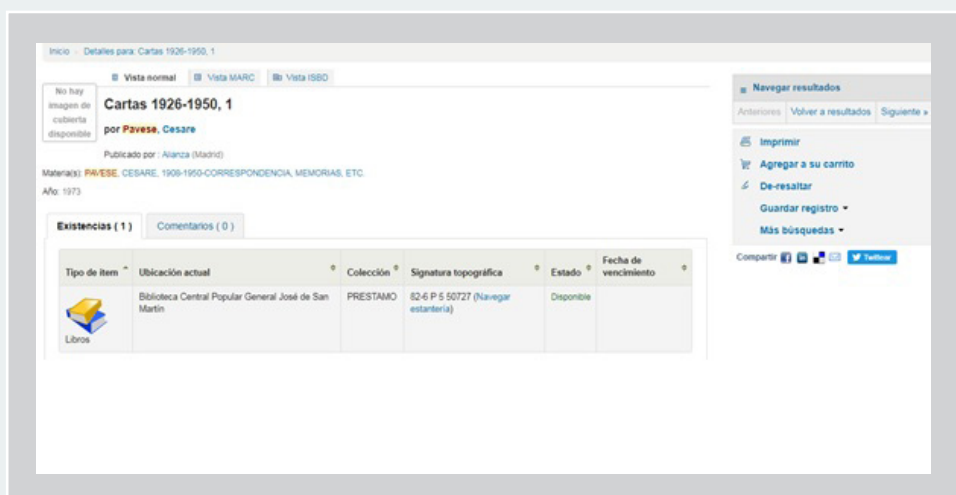 Inicio › Detalles para: Cartas 1926-1950, 1
Vista normal Vista MARC Vista ISBD
No hay
imagen de
cubierta
disponible
Cartas 1926-1950, 1
por Pavese, Cesare
Publicado por : Alianza (Madrid)
Materia(s): PAVESE, CESARE, 1908-1950-CORRESPONDENCIA, MEMORIAS, ETC.
Año: 1973
Existencias ( 1 ) Comentarios ( 0 )
Tipo de ítem Ubicación actual Colección Signatura topográfica Estado Fecha de
vencimiento
Biblioteca Central Popular General José de San
Martín
PRESTAMO
82-6 P 5 50727 (Navegar
estantería)
Disponible
Libros
Navegar resultados
Anteriores Volver a resultados Siguiente »
Imprimir
Agregar a su carrito
De-resaltar
Guardar registro
Más búsquedas
Compartir Twittear